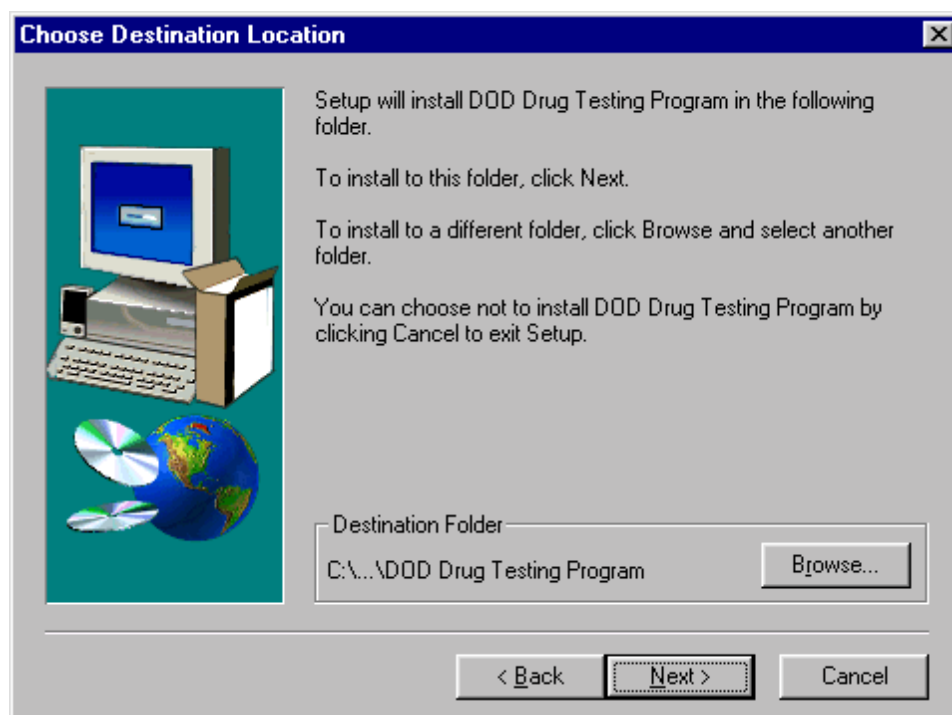 Choose Destination Location
Setup will install DOD Drug Testing Program in the following
folder.
To install to this folder, click Next.
To install to a different folder, click Browse and select another
folder.
You can choose not to install DOD Drug Testing Program by
clicking Cancel to exit Setup.
Destination Folder
C:\...\DOD Drug Testing Program
Browse...
< Back
Next >
Cancel